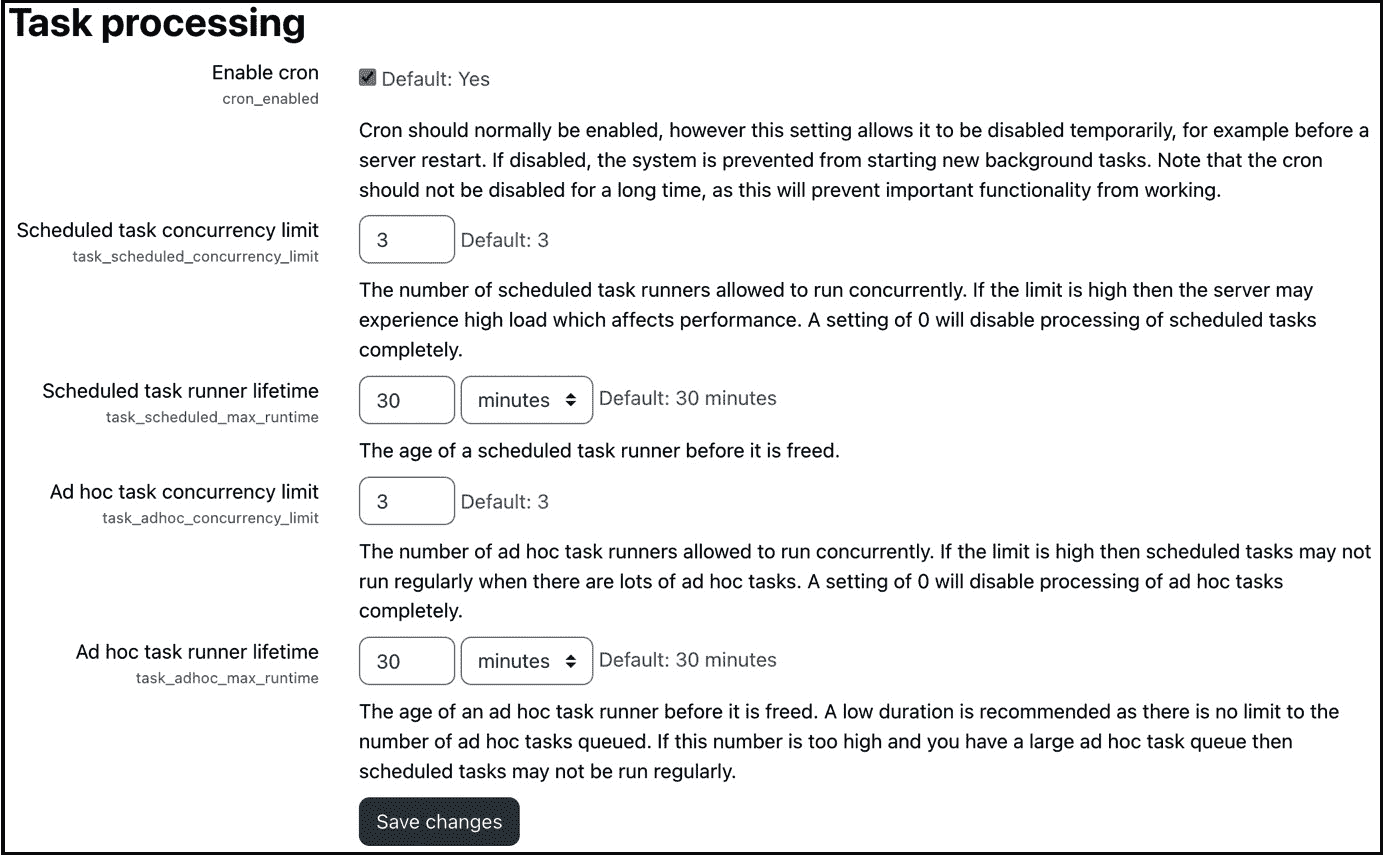 Task processing
Enable cron
Default: Yes
cron_enabled
Cron should normally be enabled, however this setting allows it to be disabled temporarily, for example before a
server restart. If disabled, the system is prevented from starting new background tasks. Note that the cron
should not be disabled for a long time, as this will prevent important functionality from working.
Scheduled task concurrency limit
3 Default: 3
task_scheduled_concurrency_limit
The number of scheduled task runners allowed to run concurrently. If the limit is high then the server may
experience high load which affects performance. A setting of 0 will disable processing of scheduled tasks
completely.
Scheduled task runner lifetime
30 minutes Default: 30 minutes
task_scheduled_max_runtime
The age of a scheduled task runner before it is freed.
Ad hoc task concurrency limit
3 Default: 3
task_adhoc_concurrency_limit
The number of ad hoc task runners allowed to run concurrently. If the limit is high then scheduled tasks may not
run regularly when there are lots of ad hoc tasks. A setting of 0 will disable processing of ad hoc tasks
completely.
Ad hoc task runner lifetime
30 minutes Default: 30 minutes
task_adhoc_max_runtime
The age of an ad hoc task runner before it is freed. A low duration is recommended as there is no limit to the
number of ad hoc tasks queued. If this number is too high and you have a large ad hoc task queue then
scheduled tasks may not be run regularly.
Save changes